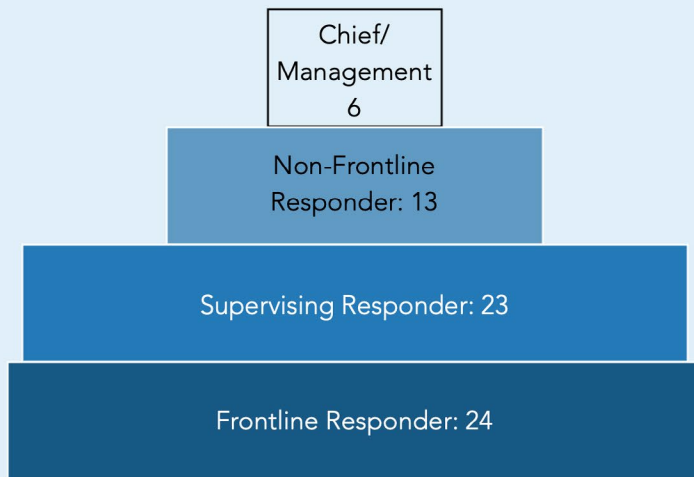 Chief/
Management
6
Non-Frontline
Responder: 13
Supervising Responder: 23
Frontline Responder: 24